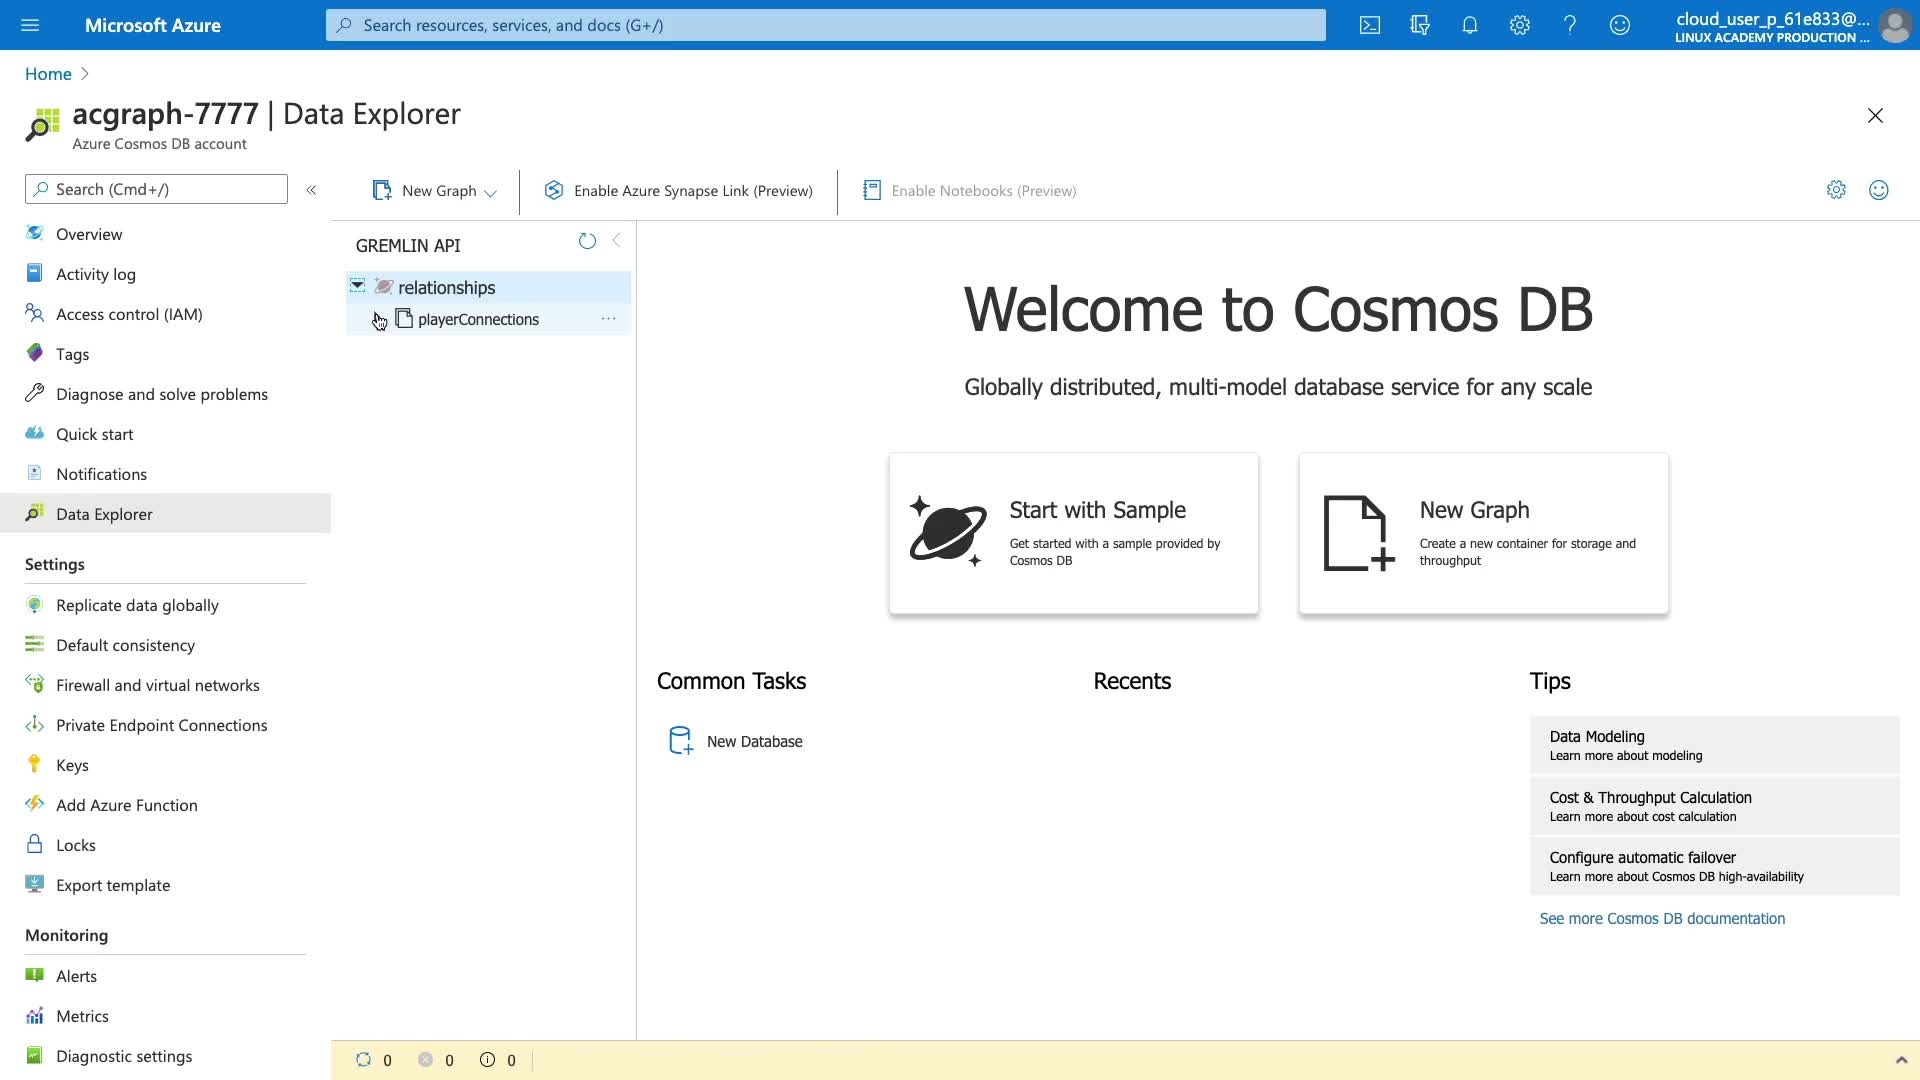 Microsoft Azure
Search resources, services, and docs (G+/)
cloud_user_p_61e833@...
LINUX ACADEMY PRODUCTION ...
Home
acgraph-7777 | Data Explorer
Azure Cosmos DB account
Search (Cmd+/)
Overview
Activity log
Access control (IAM)
Tags
Diagnose and solve problems
Quick start
Notifications
Data Explorer
Settings
Replicate data globally
Default consistency
Firewall and virtual networks
Private Endpoint Connections
Keys
Add Azure Function
Locks
Export template
Monitoring
Alerts
Metrics
Diagnostic settings
New Graph
Enable Azure Synapse Link (Preview)
Enable Notebooks (Preview)
GREMLIN API
relationships
playerConnections
...
Welcome to Cosmos DB
Globally distributed, multi-model database service for any scale
Start with Sample
Get started with a sample provided by
Cosmos DB
New Graph
Create a new container for storage and
throughput
Common Tasks
New Database
Recents
Tips
Data Modeling
Learn more about modeling
Cost & Throughput Calculation
Learn more about cost calculation
Configure automatic failover
Learn more about Cosmos DB high-availability
See more Cosmos DB documentation
0 0 0